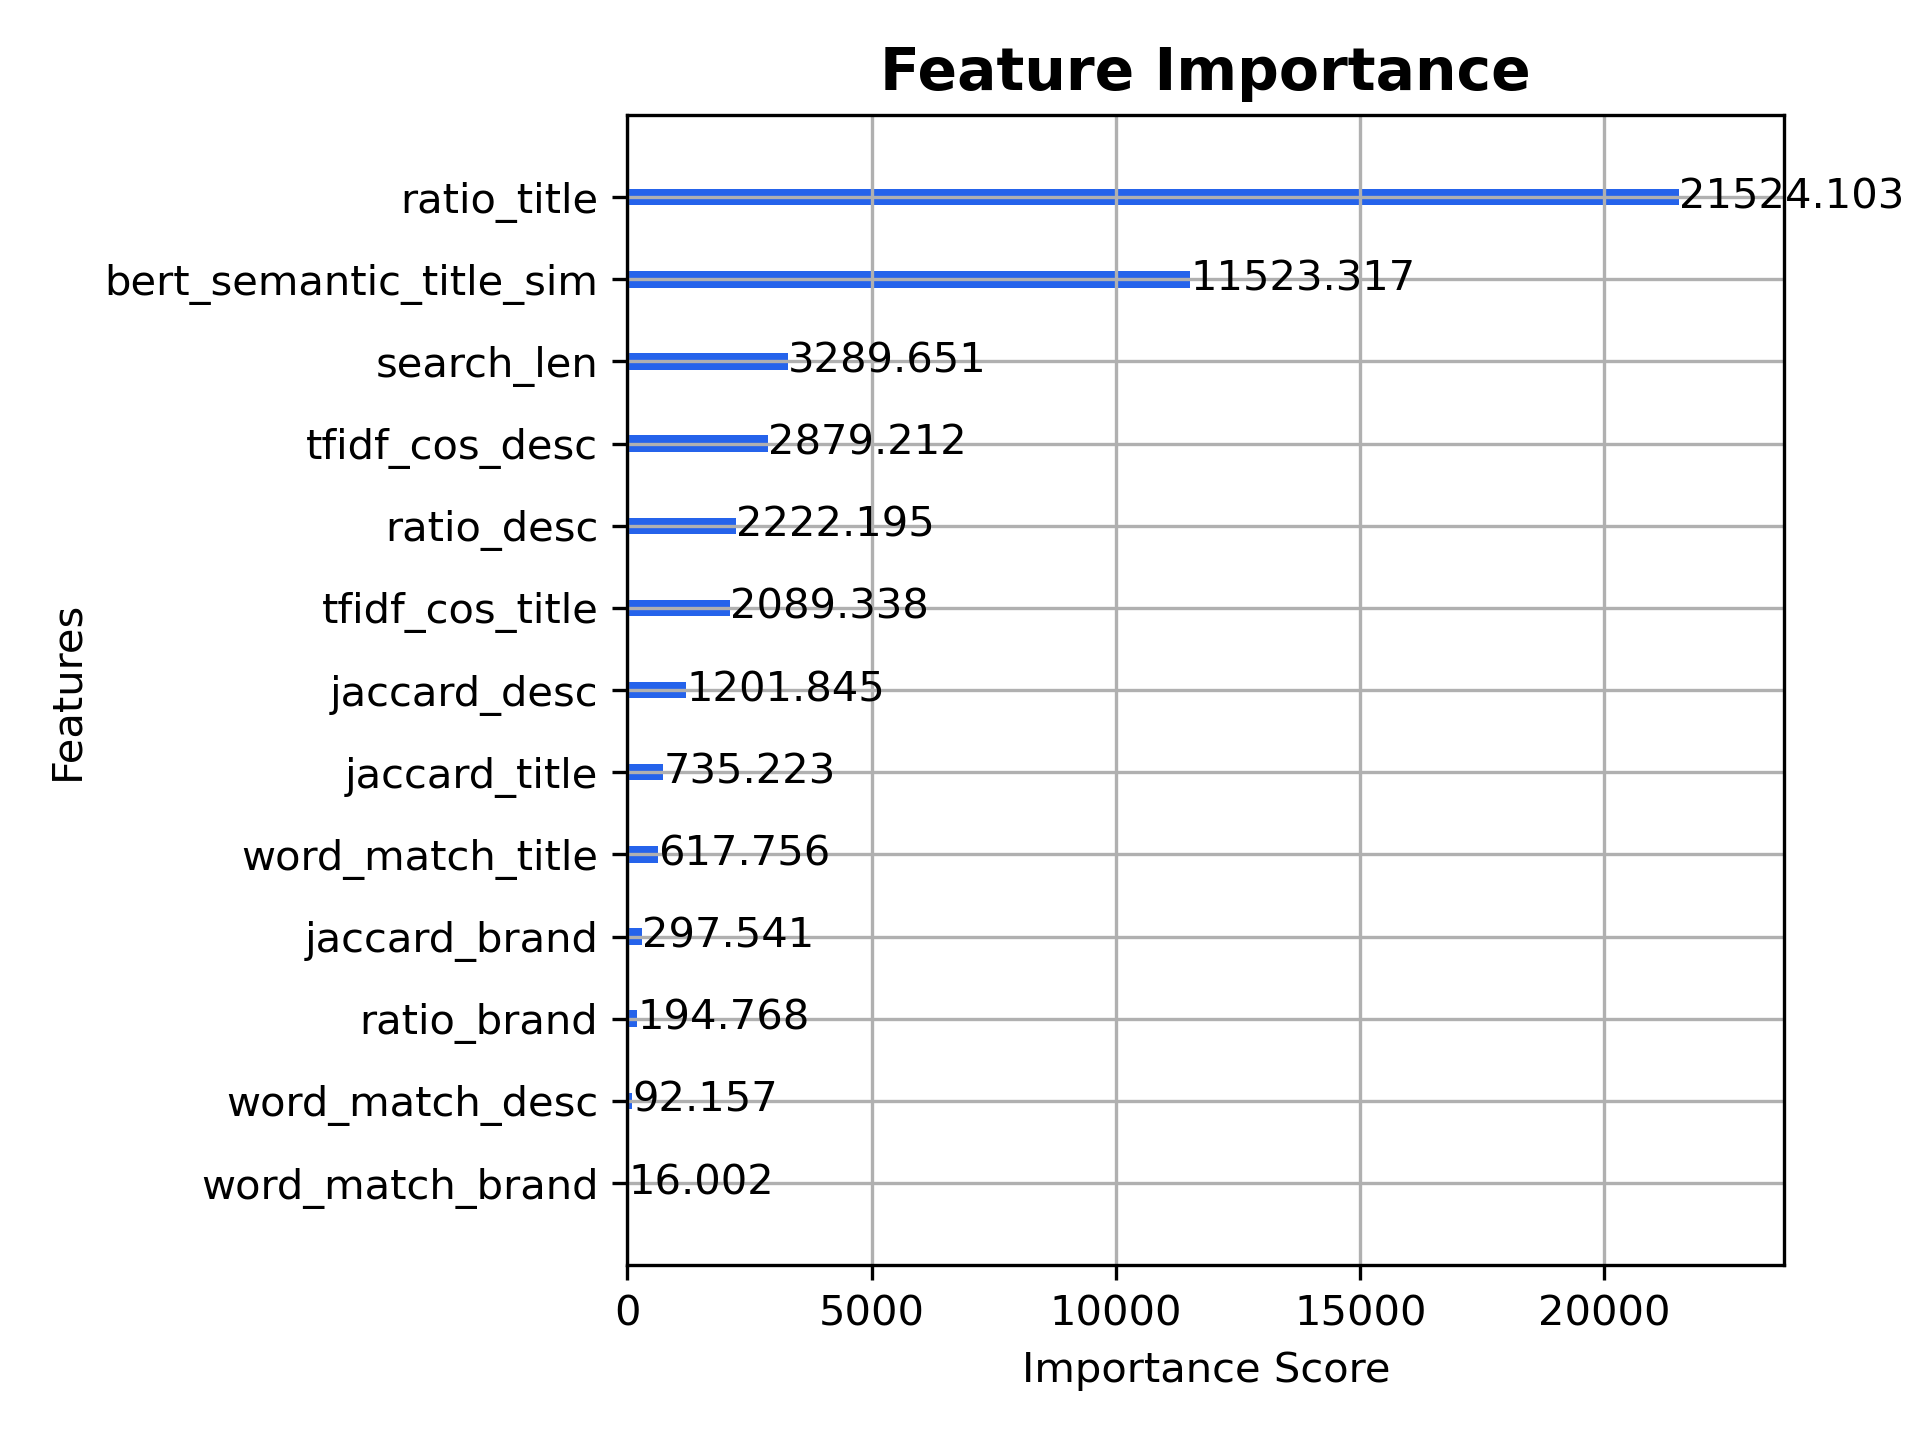 Feature Importance
ratio_title 21524.103
bert_semantic_title_sim 11523.317
search_len 3289.651
tfidf_cos_desc 2879.212
ratio_desc 2222.195
tfidf_cos_title 2089.338
jaccard_desc 1201.845
jaccard_title 735.223
word_match_title 617.756
jaccard_brand 297.541
ratio_brand 194.768
word_match_desc 92.157
word_match_brand 16.002
Features
0 5000 10000 15000 20000
Importance Score